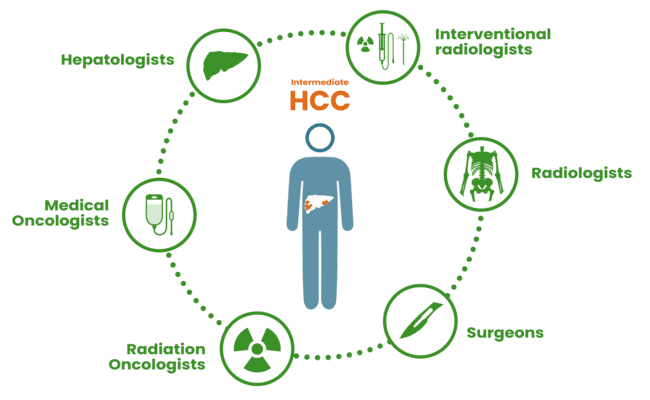 Interventional
radiologists
Hepatologists
Intermediate
HCC
Radiologists
Medical
Oncologists
Surgeons
Radiation
Oncologists